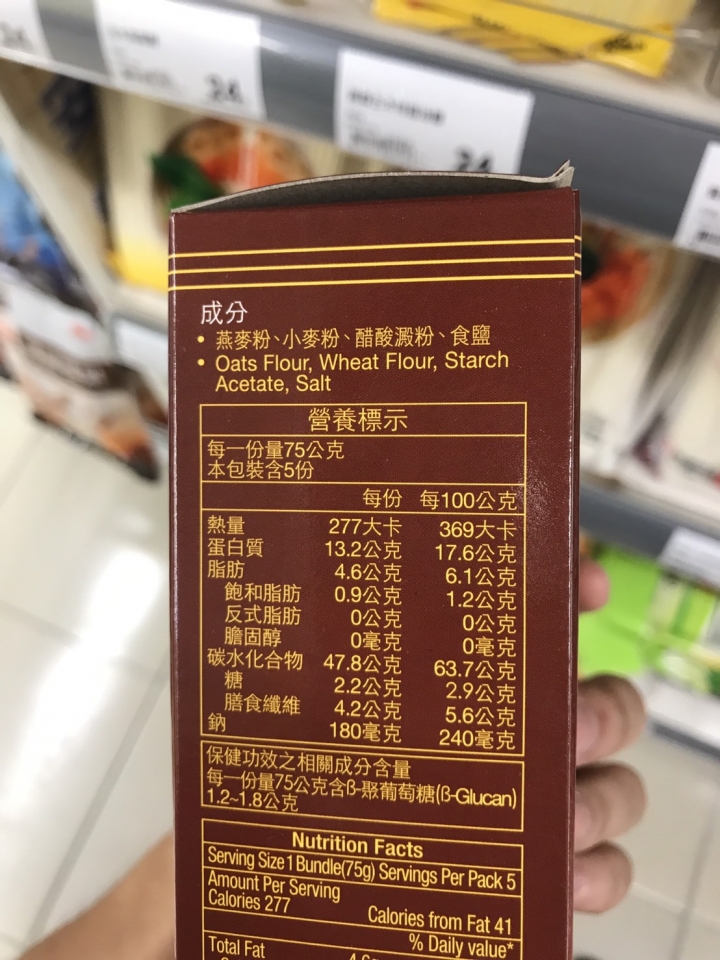 24
24
成分
• 燕麥粉、小麥粉、醋酸澱粉、食鹽
• Oats Flour, Wheat Flour, Starch
Acetate, Salt
營養標示
每一份量75公克
本包裝含5份
每份 每100公克
熱量 277大卡 369大卡
蛋白質 13.2公克 17.6公克
脂肪 4.6公克 6.1公克
飽和脂肪 0.9公克 1.2公克
反式脂肪 0公克 0公克
膽固醇 0毫克 0毫克
碳水化合物 47.8公克 63.7公克
糖 2.2公克 2.9公克
膳食纖維 4.2公克 5.6公克
鈉 180毫克 240毫克
保健功效之相關成分含量
每一份量75公克含ß-聚葡萄糖(ß-Glucan)
1.2~1.8公克
Nutrition Facts
Serving Size 1 Bundle(75g) Servings Per Pack 5
Amount Per Serving
Calories 277 Calories from Fat 41
% Daily value*
Total Fat